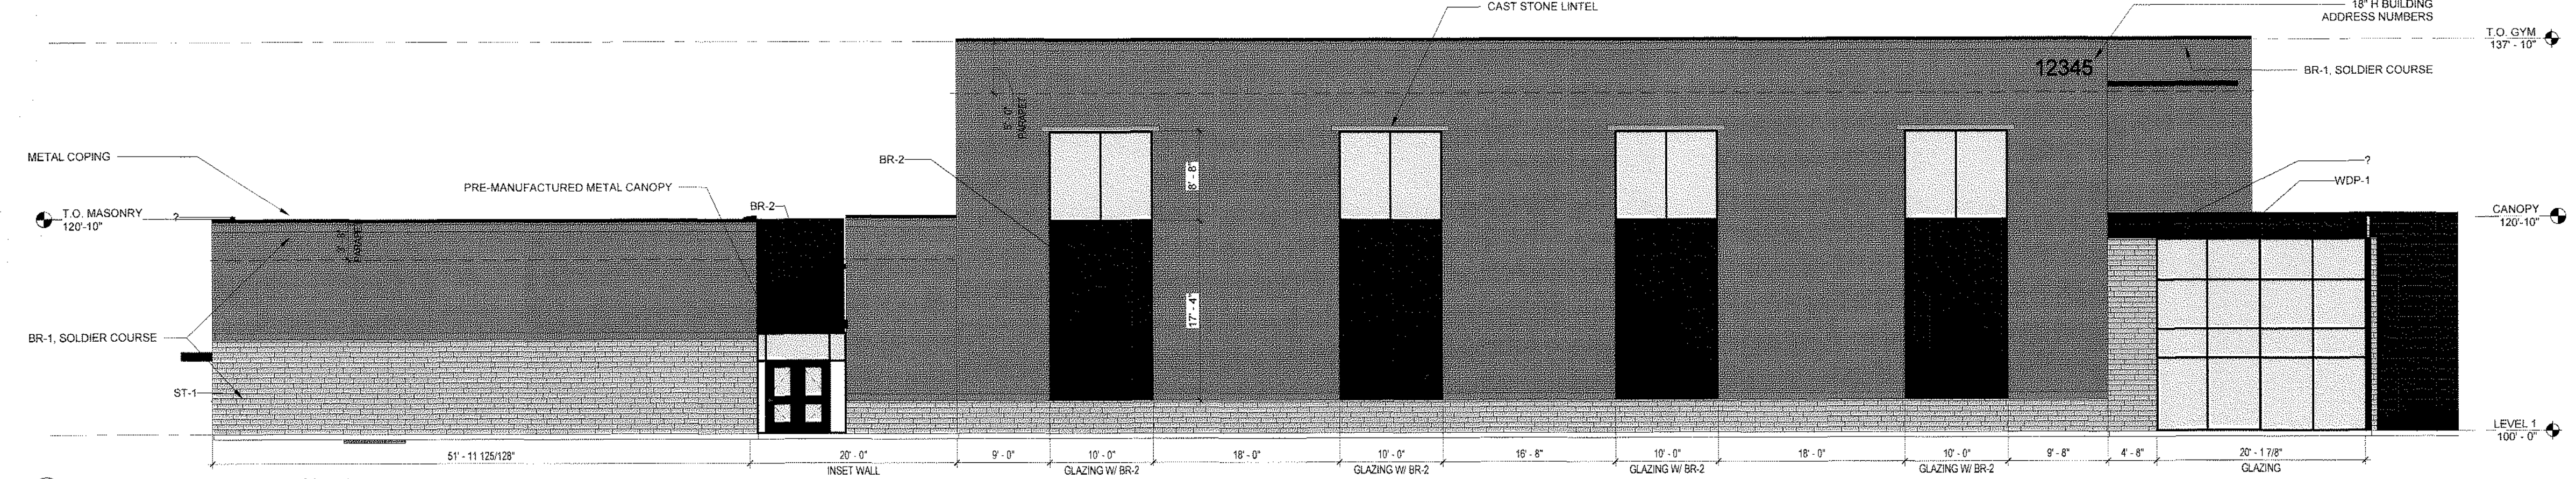 CAST STONE LINTEL
18" H BUILDING
ADDRESS NUMBERS
T.O. GYM
137' - 10"
12345
BR-1, SOLDIER COURSE
5' - 0"
PARAPET
METAL COPING
BR-2
8' - 8"
?
PRE-MANUFACTURED METAL CANOPY
WDP-1
BR-2
T.O. MASONRY
120'-10"
?
CANOPY
120'-10"
PARAPET
17' - 4"
BR-1, SOLDIER COURSE
ST-1
LEVEL 1
100' - 0"
51' - 11 125/128"
20' - 0"
9' - 0"
10' - 0"
18' - 0"
10' - 0"
16' - 8"
10' - 0"
18' - 0"
10' - 0"
9' - 8"
4' - 8"
20' - 1 7/8"
INSET WALL
GLAZING W/ BR-2
GLAZING W/ BR-2
GLAZING W/ BR-2
GLAZING W/ BR-2
GLAZING